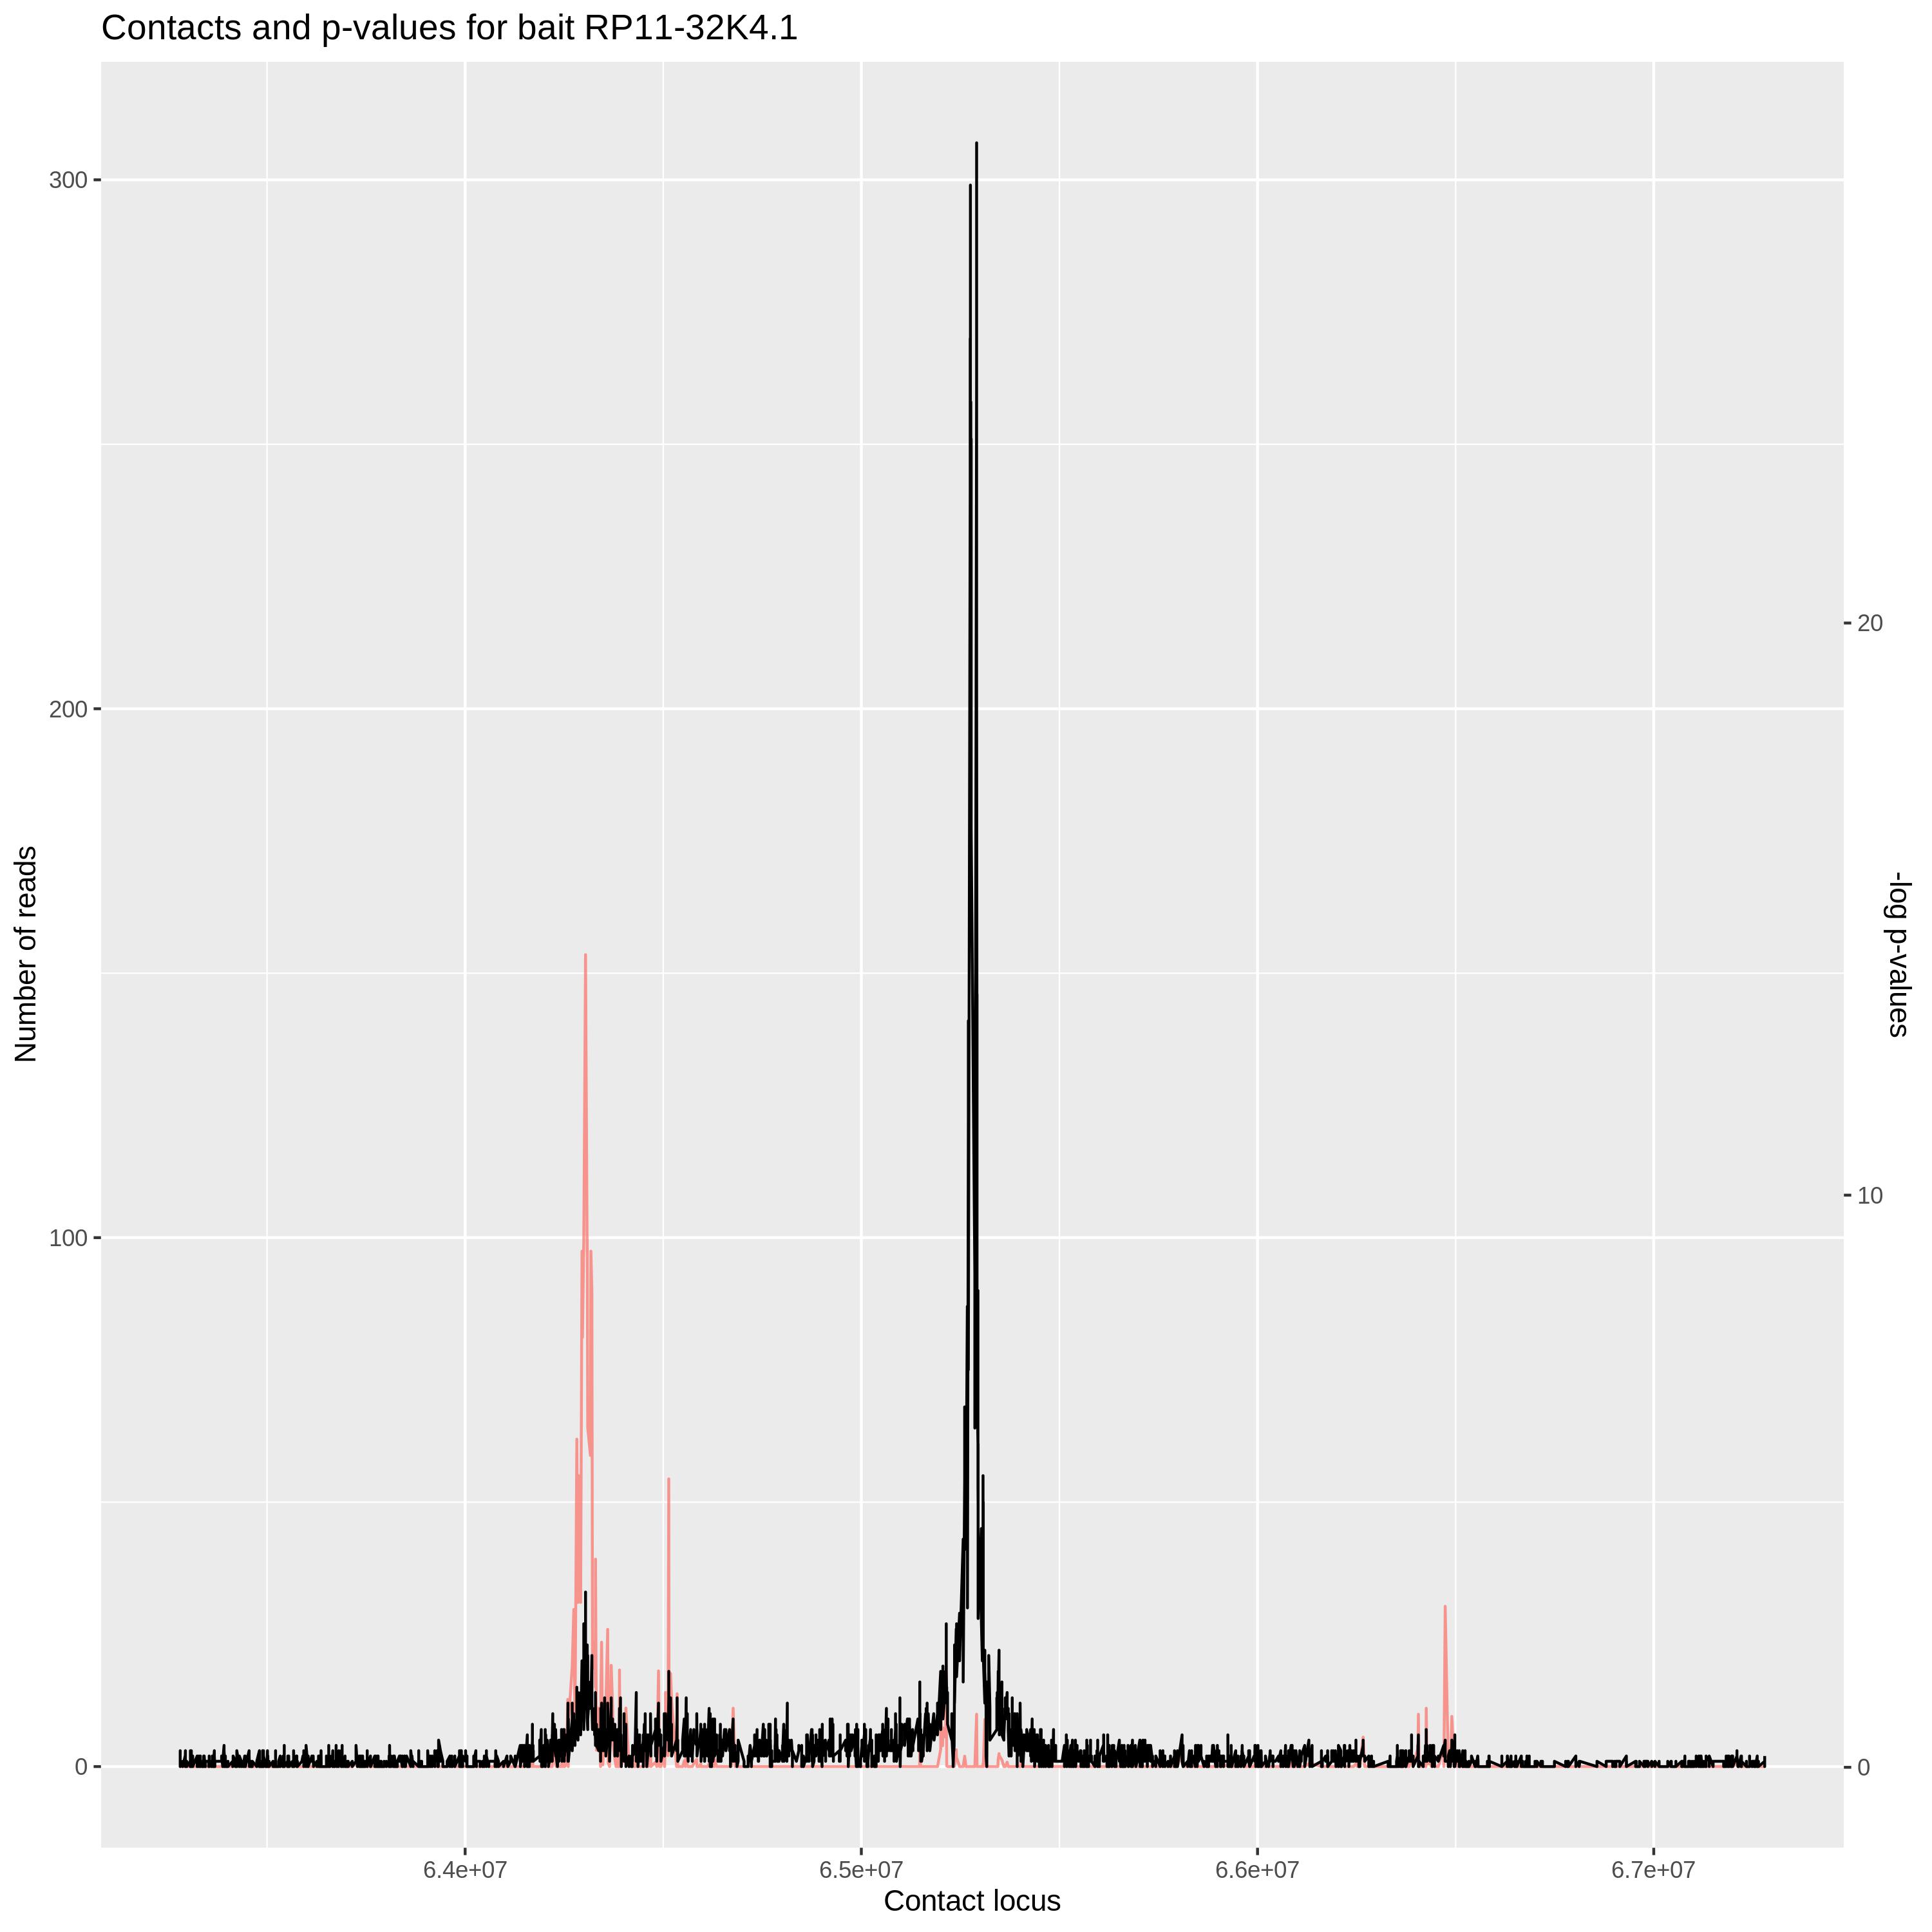 Contacts and p-values for bait RP11-32K4.1
300
200
100
0
Number of reads
20
10
0
-log p-values
6.4e+07
6.5e+07
6.6e+07
6.7e+07
Contact locus